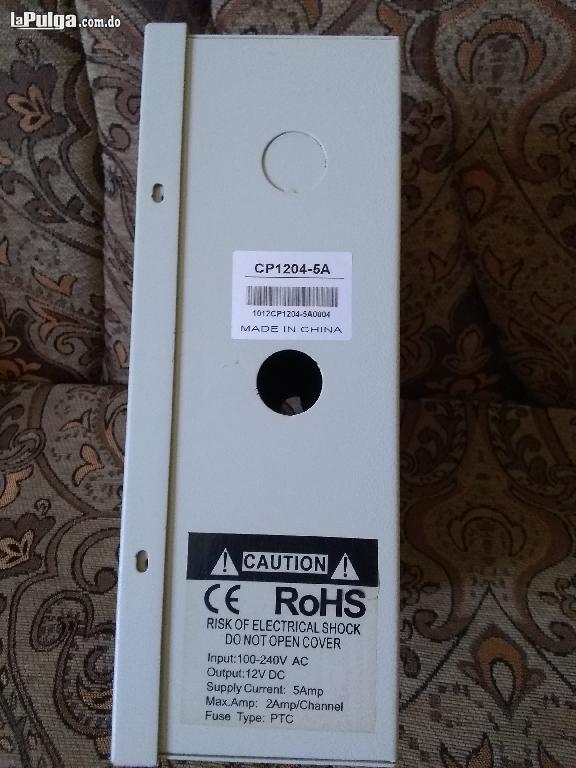 laPulga.com.do
CP1204-5A
1012CP1204-5A0004
MADE IN CHINA
CAUTION
CE RoHS
RISK OF ELECTRICAL SHOCK
DO NOT OPEN COVER
Input:100-240V AC
Output:12V DC
Supply Current: 5Amp
Max.Amp: 2Amp/Channel
Fuse Type: PTC